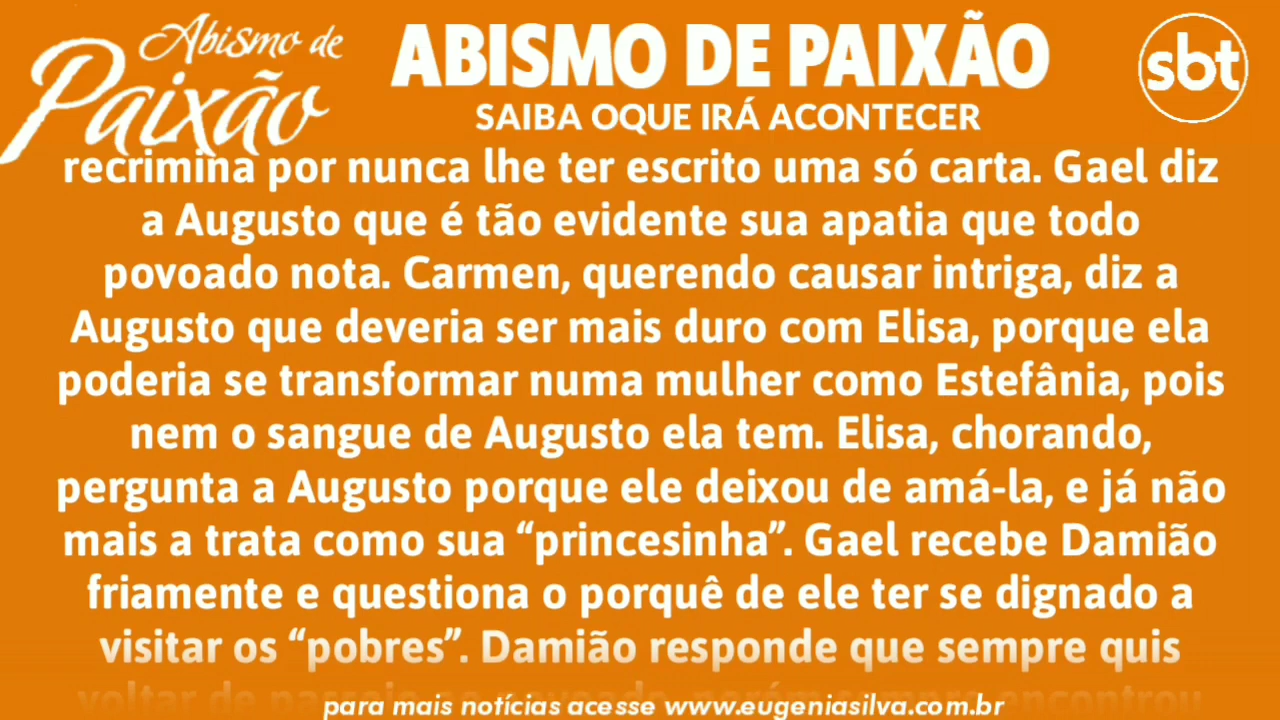 Abismo de
Paixão
ABISMO DE PAIXÃO
SAIBA OQUE IRÁ ACONTECER
sbt
recrimina por nunca lhe ter escrito uma só carta. Gael diz
a Augusto que é tão evidente sua apatia que todo
povoado nota. Carmen, querendo causar intriga, diz a
Augusto que deveria ser mais duro com Elisa, porque ela
poderia se transformar numa mulher como Estefânia, pois
nem o sangue de Augusto ela tem. Elisa, chorando,
pergunta a Augusto porque ele deixou de amá-la, e já não
mais a trata como sua “princesinha”. Gael recebe Damião
friamente e questiona o porquê de ele ter se dignado a
visitar os “pobres”. Damião responde que sempre quis
voltar de encontrou
para mais notícias acesse www.eugeniasilva.com.br